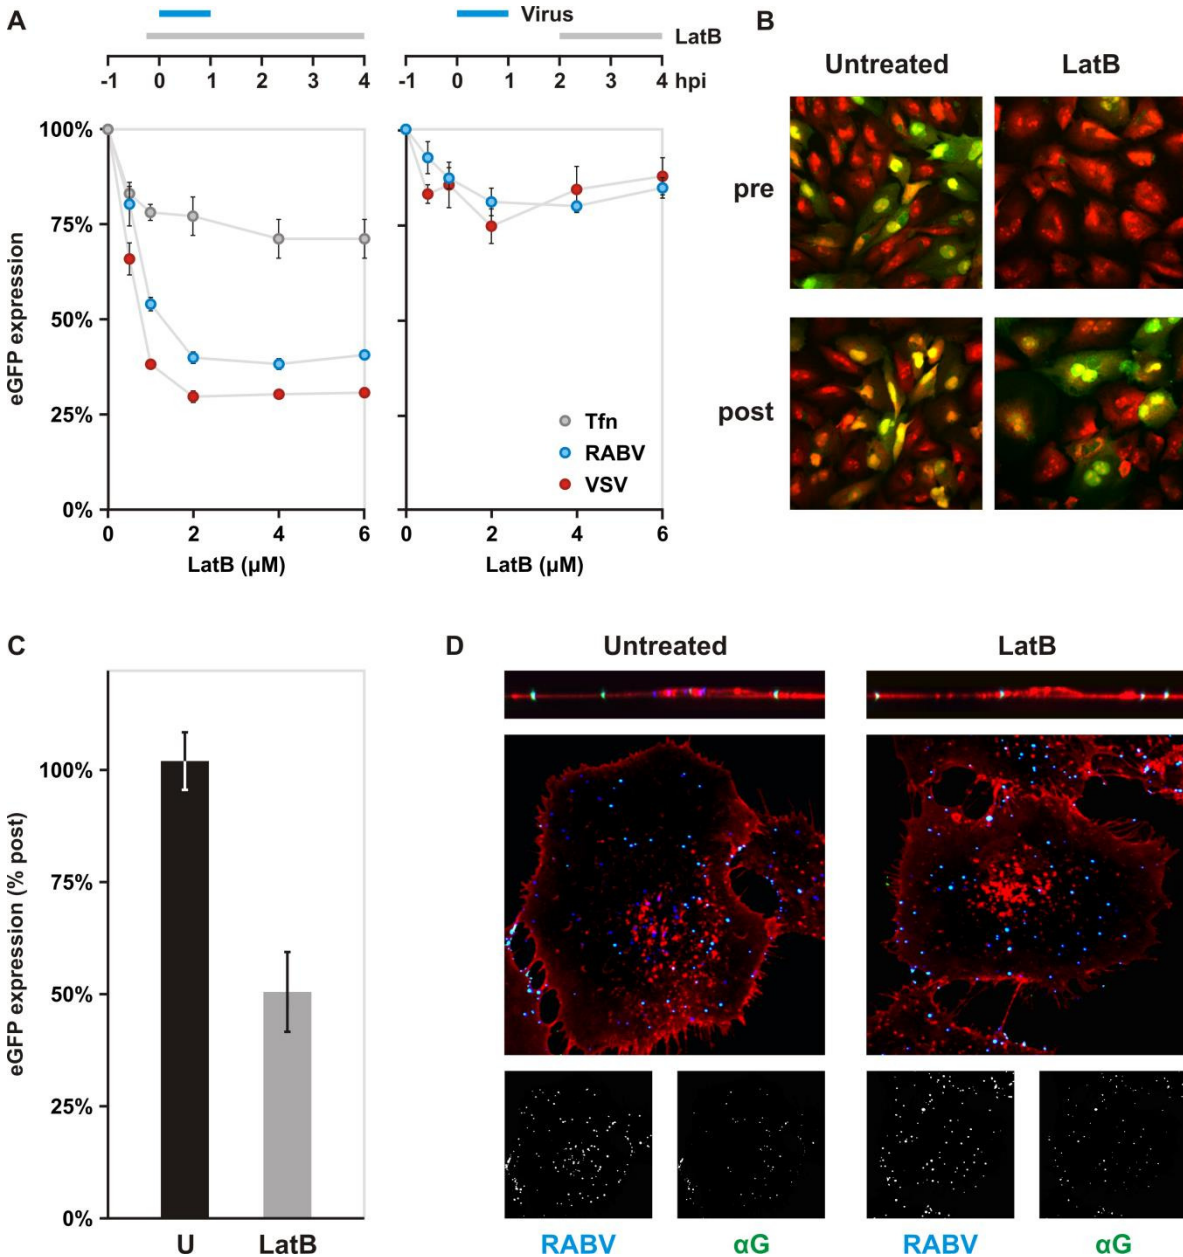 A
Virus
LatB
-1 0 1 2 3 4
-1 0 1 2 3 4 hpi
100%
75%
50%
25%
0%
eGFP expression
Tfn
RABV
VSV
0 2 4 6
0 2 4 6
LatB (µM)
LatB (µM)
B
Untreated LatB
pre
post
C
100%
75%
50%
25%
0%
eGFP expression (% post)
U LatB
D
Untreated LatB
RABV αG RABV αG